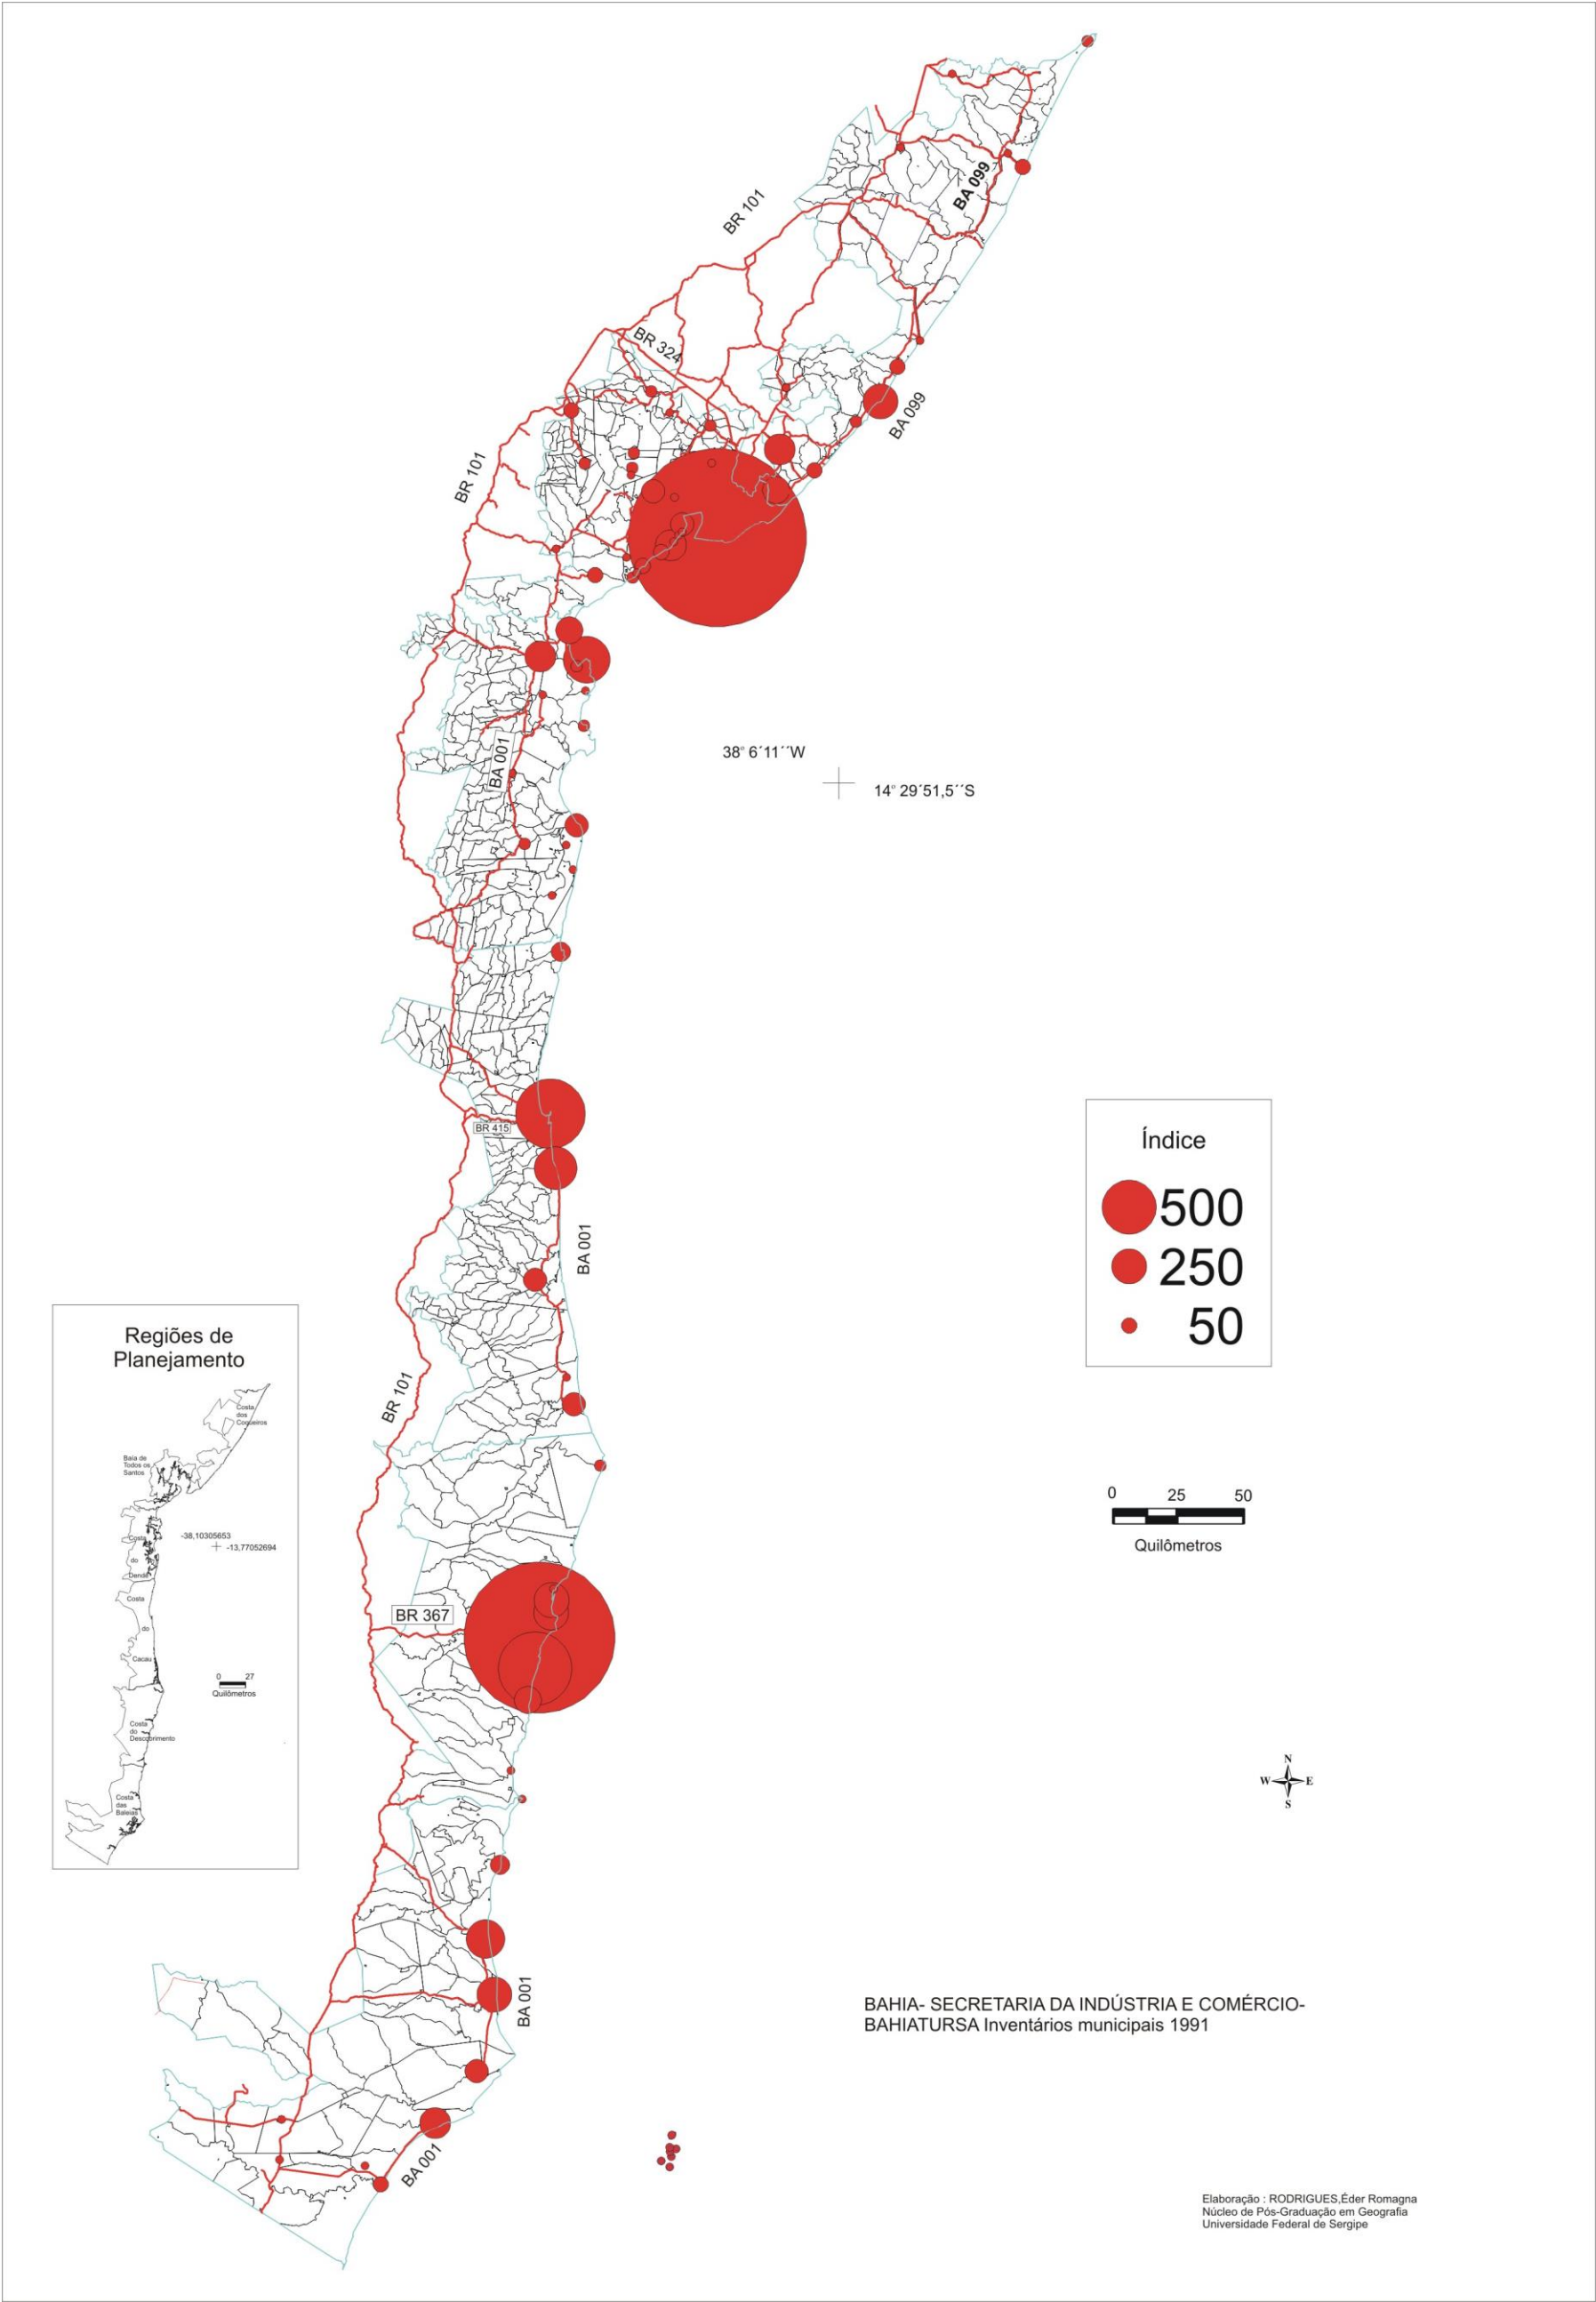 BA 099
BR 101
BR 324
BA 099
BR 101
38° 6´11´´W
14° 29´51,5´´S
BA 001
BR 415
BA 001
Índice
500
250
50
Regiões de
Planejamento
Costa
dos
Coqueiros
Baía de
Todos os
Santos
-38,10305653
-13,77052694
Costa
do
Dendê
Costa
do
Cacau
0 27
Quilômetros
Costa
do
Descobrimento
Costa
das
Baleias
BR 101
0 25 50
Quilômetros
BR 367
N
W E
S
BA 001
BAHIA- SECRETARIA DA INDÚSTRIA E COMÉRCIO-
BAHIATURSA Inventários municipais 1991
BA 001
Elaboração : RODRIGUES,Éder Romagna
Núcleo de Pós-Graduação em Geografia
Universidade Federal de Sergipe